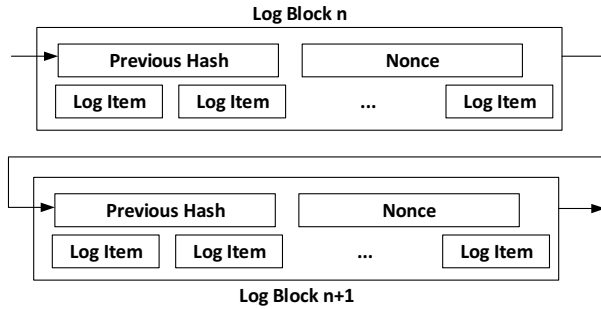 Log Block n
Previous Hash Nonce
Log Item Log Item ... Log Item
Previous Hash Nonce
Log Item Log Item ... Log Item
Log Block n+1